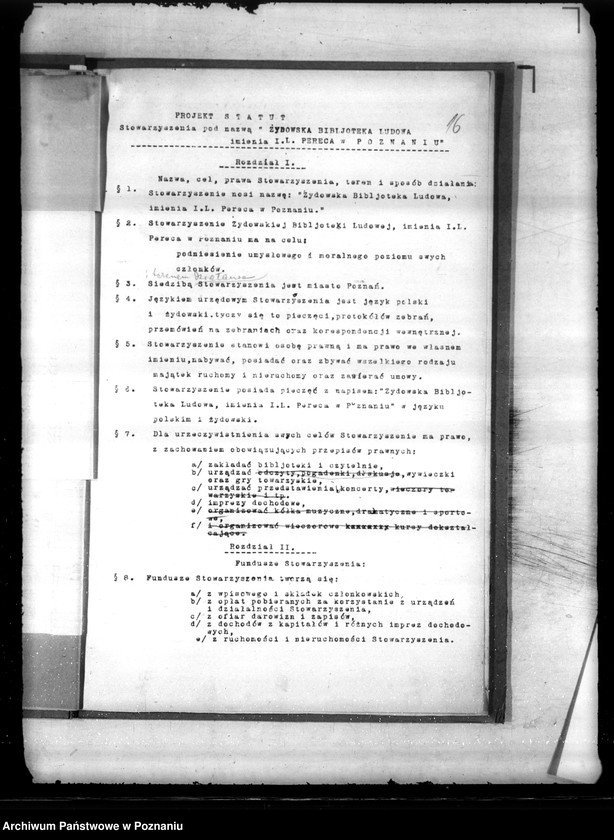 16
PROJEKT STATUT
Stowarzyszenia pod nazwą " ŻYDOWSKA BIBLJOTEKA LUDOWA
imienia I.L. PERECA w POZNANIU"
Rozdział I.
Nazwa, cel, prawa Stowarzyszenia, teren i sposób działania:
§ 1. Stowarzyszenie nosi nazwę: "Żydowska Bibljoteka Ludowa,
imienia I.L. Pereca w Poznaniu."
§ 2. Stowarzyszenie Żydowskiej Bibljoteki Ludowej, imienia I.L.
Pereca w Poznaniu ma na celu:
podniesienie umysłowego i moralnego poziomu swych
członków.
i terenem działania
§ 3. Siedzibą Stowarzyszenia jest miasto Poznań.
§ 4. Językiem urzędowym Stowarzyszenia jest język polski
i żydowski.tyczy się to pieczęci,protokółów zebrań,
przemówień na zebraniach oraz korespondencji wewnętrznej.
§ 5. Stowarzyszenie stanowi osobę prawną i ma prawo we własnem
imieniu,nabywać, posiadać oraz zbywać wszelkiego rodzaju
majątek ruchomy i nieruchomy oraz zawierać umowy.
§ 6. Stowarzyszenie posiada pieczęć z napisem:"Żydowska Bibljo-
teka Ludowa, imienia I.L. Pereca w Poznaniu" w języku
polskim i żydowski.
§ 7. Dla urzeczywistnienia swych celów Stowarzyszenie ma prawo,
z zachowaniem obowiązujących przepisów prawnych:
a/ zakładać bibljoteki i czytelnie,
b/ urządzać odczyty,pogadanki,dyskusje,wywieczki
oraz gry towarzyskie,
c/ urządzać przedstawienia,koncerty, wieczory to-
warzyskie i tp.
d/ imprezy dochodowe,
e/ organizować kółka muzyczne,dramatyczne i sporto-
we,
f/ i organizować wieczorowe xxxxxxx kursy dokształ-
cające.
Rozdział II.
Fundusze Stowarzyszenia:
§ 8. Fundusze Stowarzyszenia tworzą się:
a/ z wpisowego i składek członkowskich,
b/ z opłat pobieranych za korzystanie z urządzeń
i działalności Stowarzyszenia,
c/ z ofiar darowizn i zapisów,
d/ z dochodów z kapitałów i różnych imprez dochodo-
wych,
e/ z ruchomości i nieruchomości Stowarzyszenia.
Archiwum Państwowe w Poznaniu